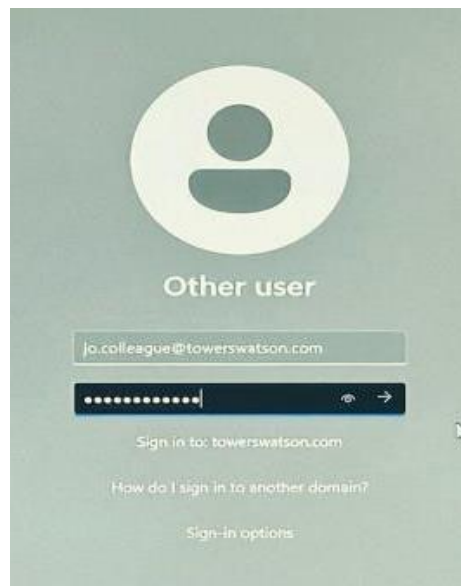 Other user
jo.colleague@towerswatson.com
••••••••••••
Sign in to: towerswatson.com
How do I sign in to another domain?
Sign-in options